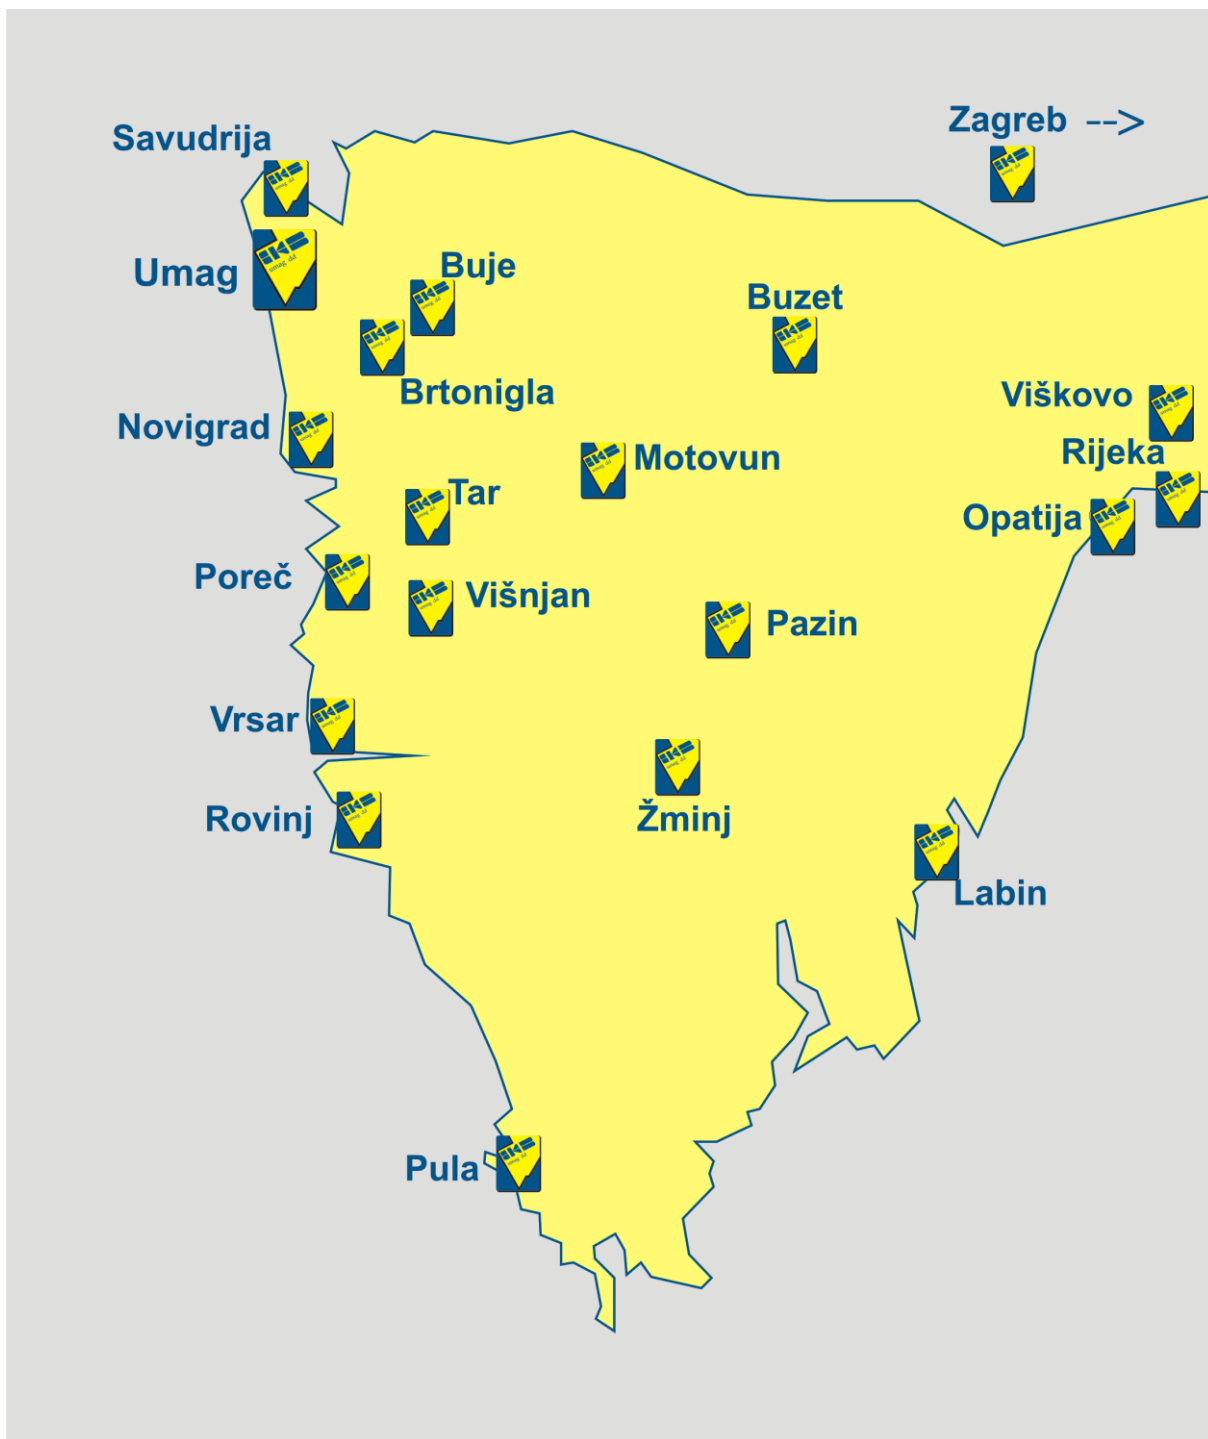 Zagreb -->
Savudrija
Umag
Buje
Buzet
Brtonigla
Viškovo
Novigrad
Rijeka
Motovun
Tar
Opatija
Poreč
Višnjan
Pazin
Vrsar
Rovinj
Žminj
Labin
Pula